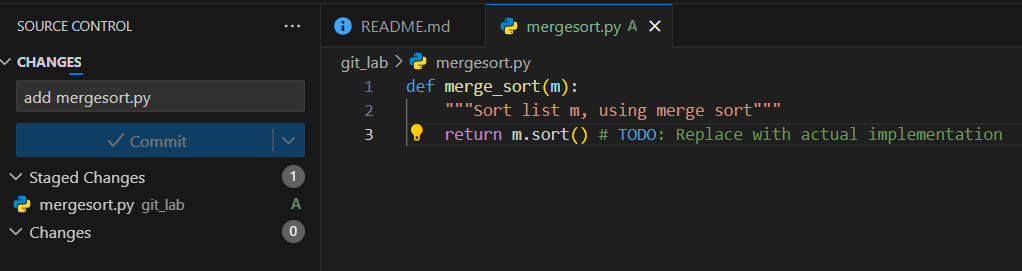 SOURCE CONTROL ...
CHANGES
add mergesort.py
Commit
Staged Changes 1
mergesort.py git_lab A
Changes 0
README.md mergesort.py A
git_lab > mergesort.py
1 def merge_sort(m):
2 """Sort list m, using merge sort"""
3 return m.sort() # TODO: Replace with actual implementation